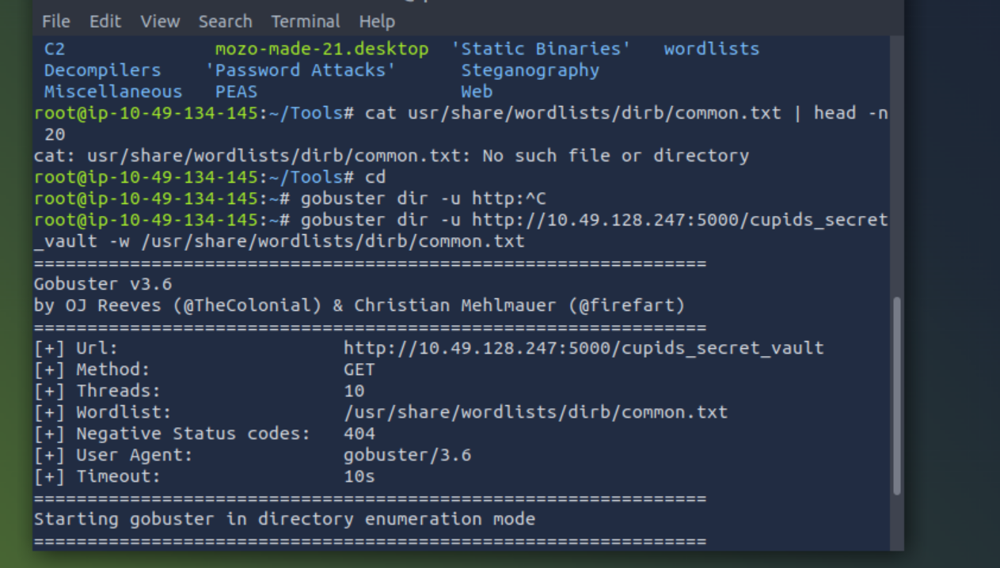 File Edit View Search Terminal Help
C2 mozo-made-21.desktop 'Static Binaries' wordlists
Decompilers 'Password Attacks' Steganography
Miscellaneous PEAS Web
root@ip-10-49-134-145:~/Tools# cat usr/share/wordlists/dirb/common.txt | head -n
20
cat: usr/share/wordlists/dirb/common.txt: No such file or directory
root@ip-10-49-134-145:~/Tools# cd
root@ip-10-49-134-145:~# gobuster dir -u http:^C
root@ip-10-49-134-145:~# gobuster dir -u http://10.49.128.247:5000/cupids_secret
_vault -w /usr/share/wordlists/dirb/common.txt
===============================================================
Gobuster v3.6
by OJ Reeves (@TheColonial) & Christian Mehlmauer (@firefart)
===============================================================
[+] Url: http://10.49.128.247:5000/cupids_secret_vault
[+] Method: GET
[+] Threads: 10
[+] Wordlist: /usr/share/wordlists/dirb/common.txt
[+] Negative Status codes: 404
[+] User Agent: gobuster/3.6
[+] Timeout: 10s
===============================================================
Starting gobuster in directory enumeration mode
===============================================================